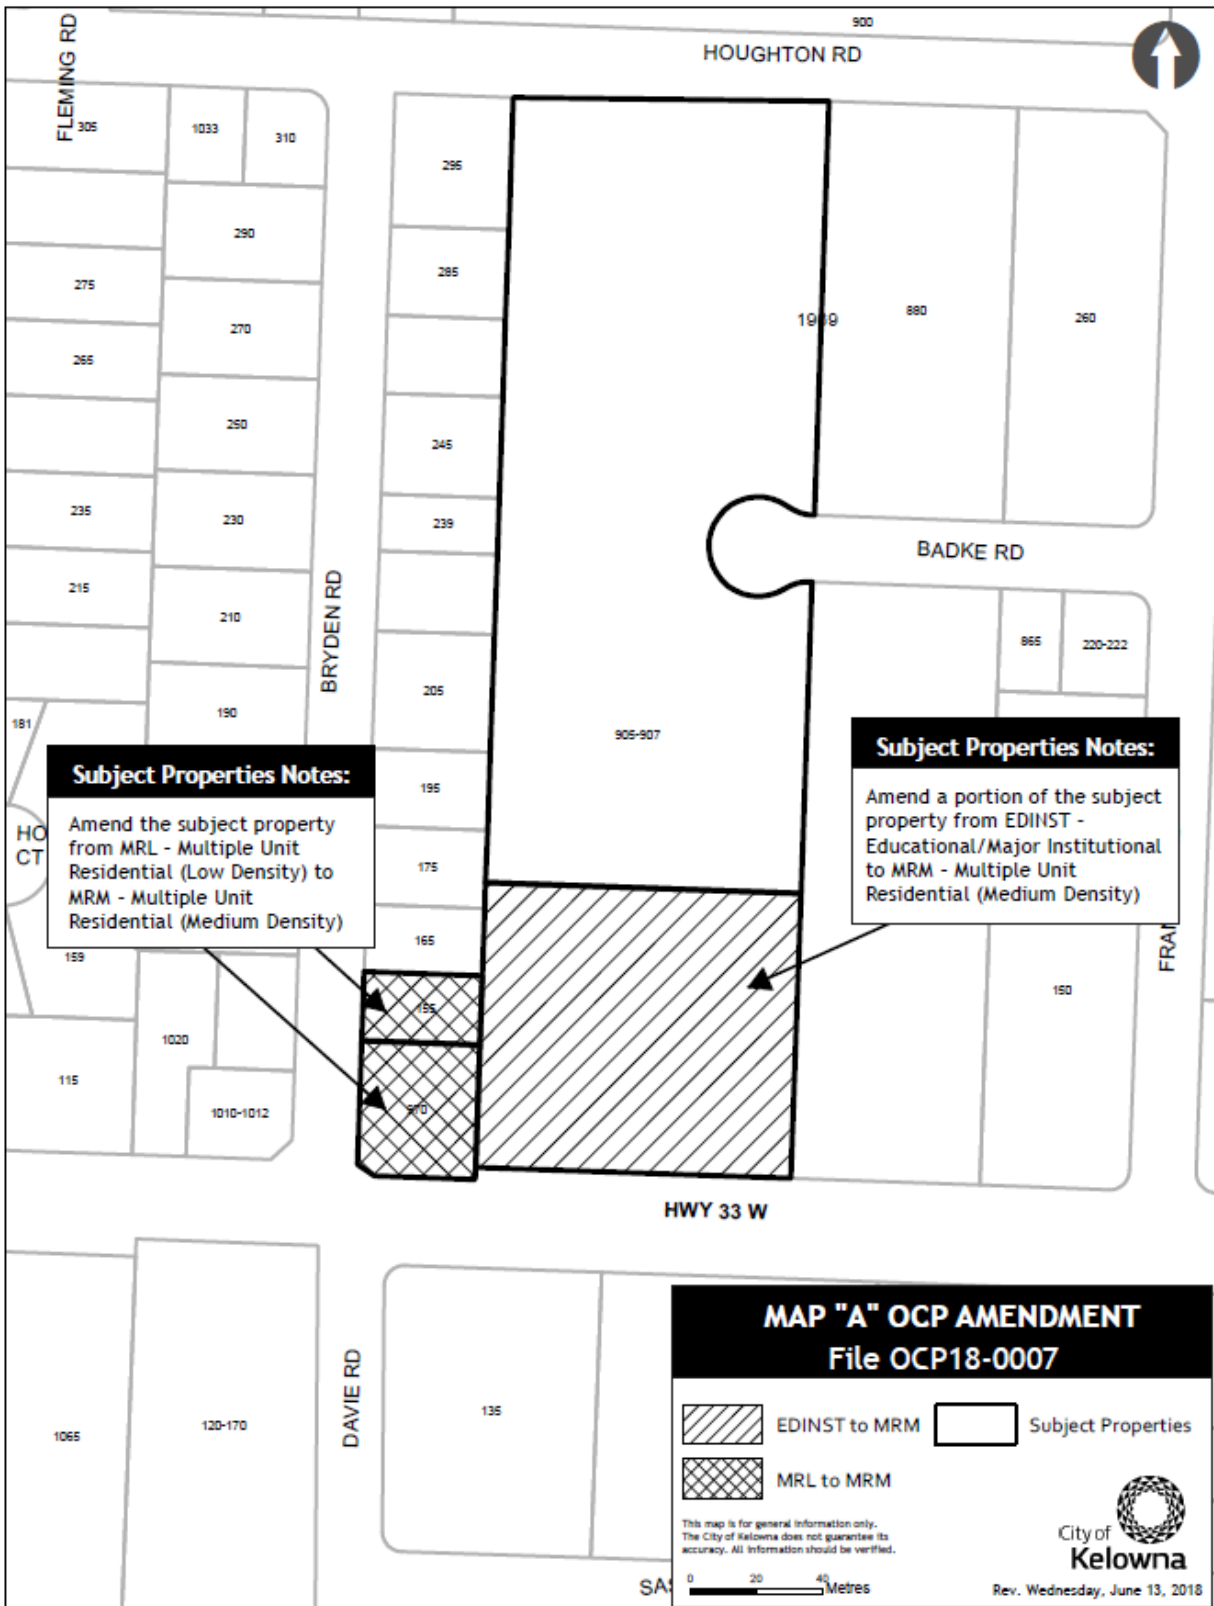 900
HOUGHTON RD
FLEMING RD
305
1033
310
295
290
285
275
270
1969
880
260
265
250
245
235
230
239
BADKE RD
215
210
BRYDEN RD
865
220-222
205
181
190
905-907
Subject Properties Notes:
Amend the subject property
from MRL - Multiple Unit
Residential (Low Density) to
MRM - Multiple Unit
Residential (Medium Density)
Subject Properties Notes:
Amend a portion of the subject
property from EDINST -
Educational/Major Institutional
to MRM - Multiple Unit
Residential (Medium Density)
195
HO
CT
175
165
159
FRAN
150
155
1020
115
970
1010-1012
HWY 33 W
DAVIE RD
135
120-170
1065
MAP "A" OCP AMENDMENT
File OCP18-0007
EDINST to MRM
Subject Properties
MRL to MRM
This map is for general information only.
The City of Kelowna does not guarantee its
accuracy. All information should be verified.
City of
Kelowna
0 20 40 Metres
Rev. Wednesday, June 13, 2018
SAS